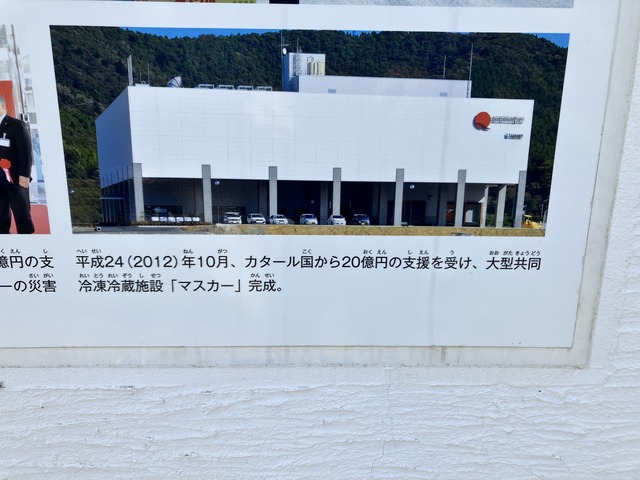 億円の支
ーの災害
平成24（2012）年10月、カタール国から20億円の支援を受け、大型共同
冷凍冷蔵施設「マスカー」完成。